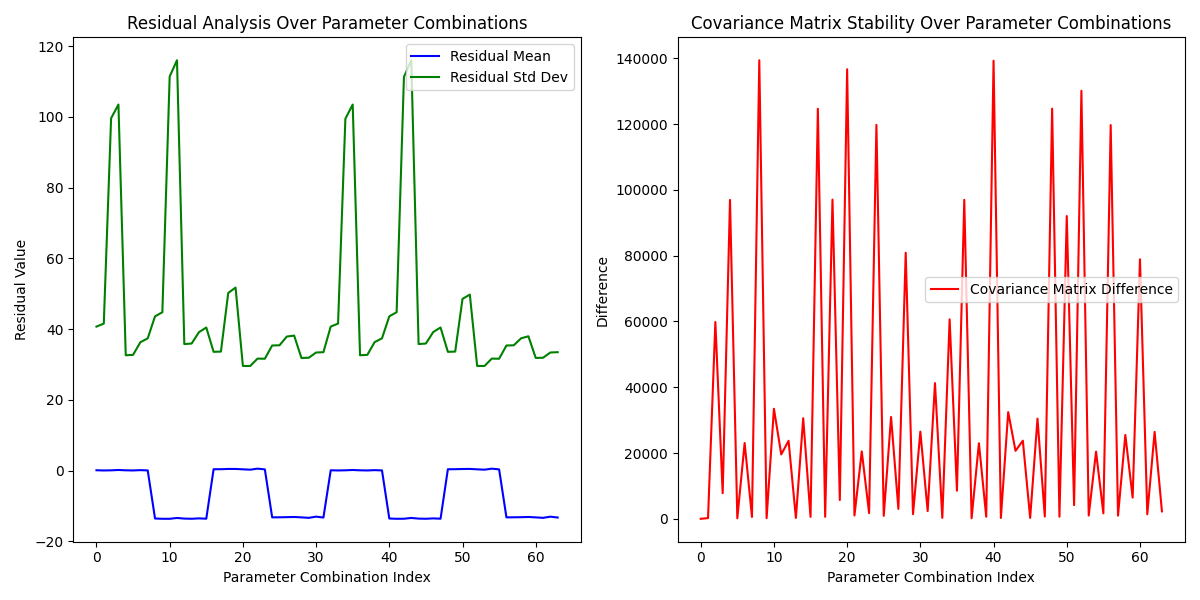 Residual Analysis Over Parameter Combinations
Residual Mean
Residual Std Dev
Residual Value
120
100
80
60
40
20
0
−20
0 10 20 30 40 50 60
Parameter Combination Index
Covariance Matrix Stability Over Parameter Combinations
Covariance Matrix Difference
Difference
140000
120000
100000
80000
60000
40000
20000
0
0 10 20 30 40 50 60
Parameter Combination Index